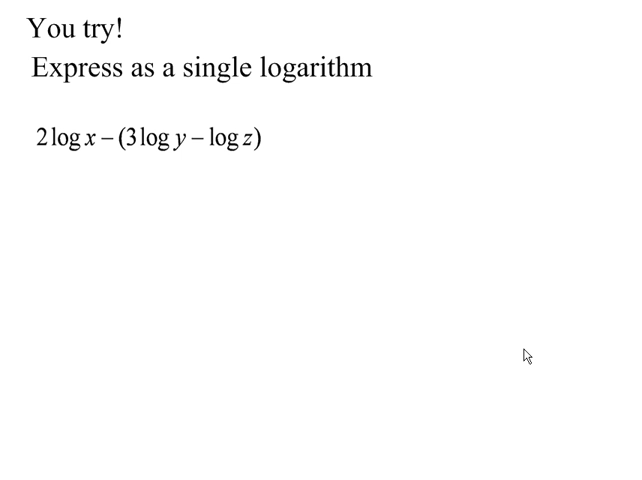 You try!
Express as a single logarithm
2 log x – (3 log y – log z)